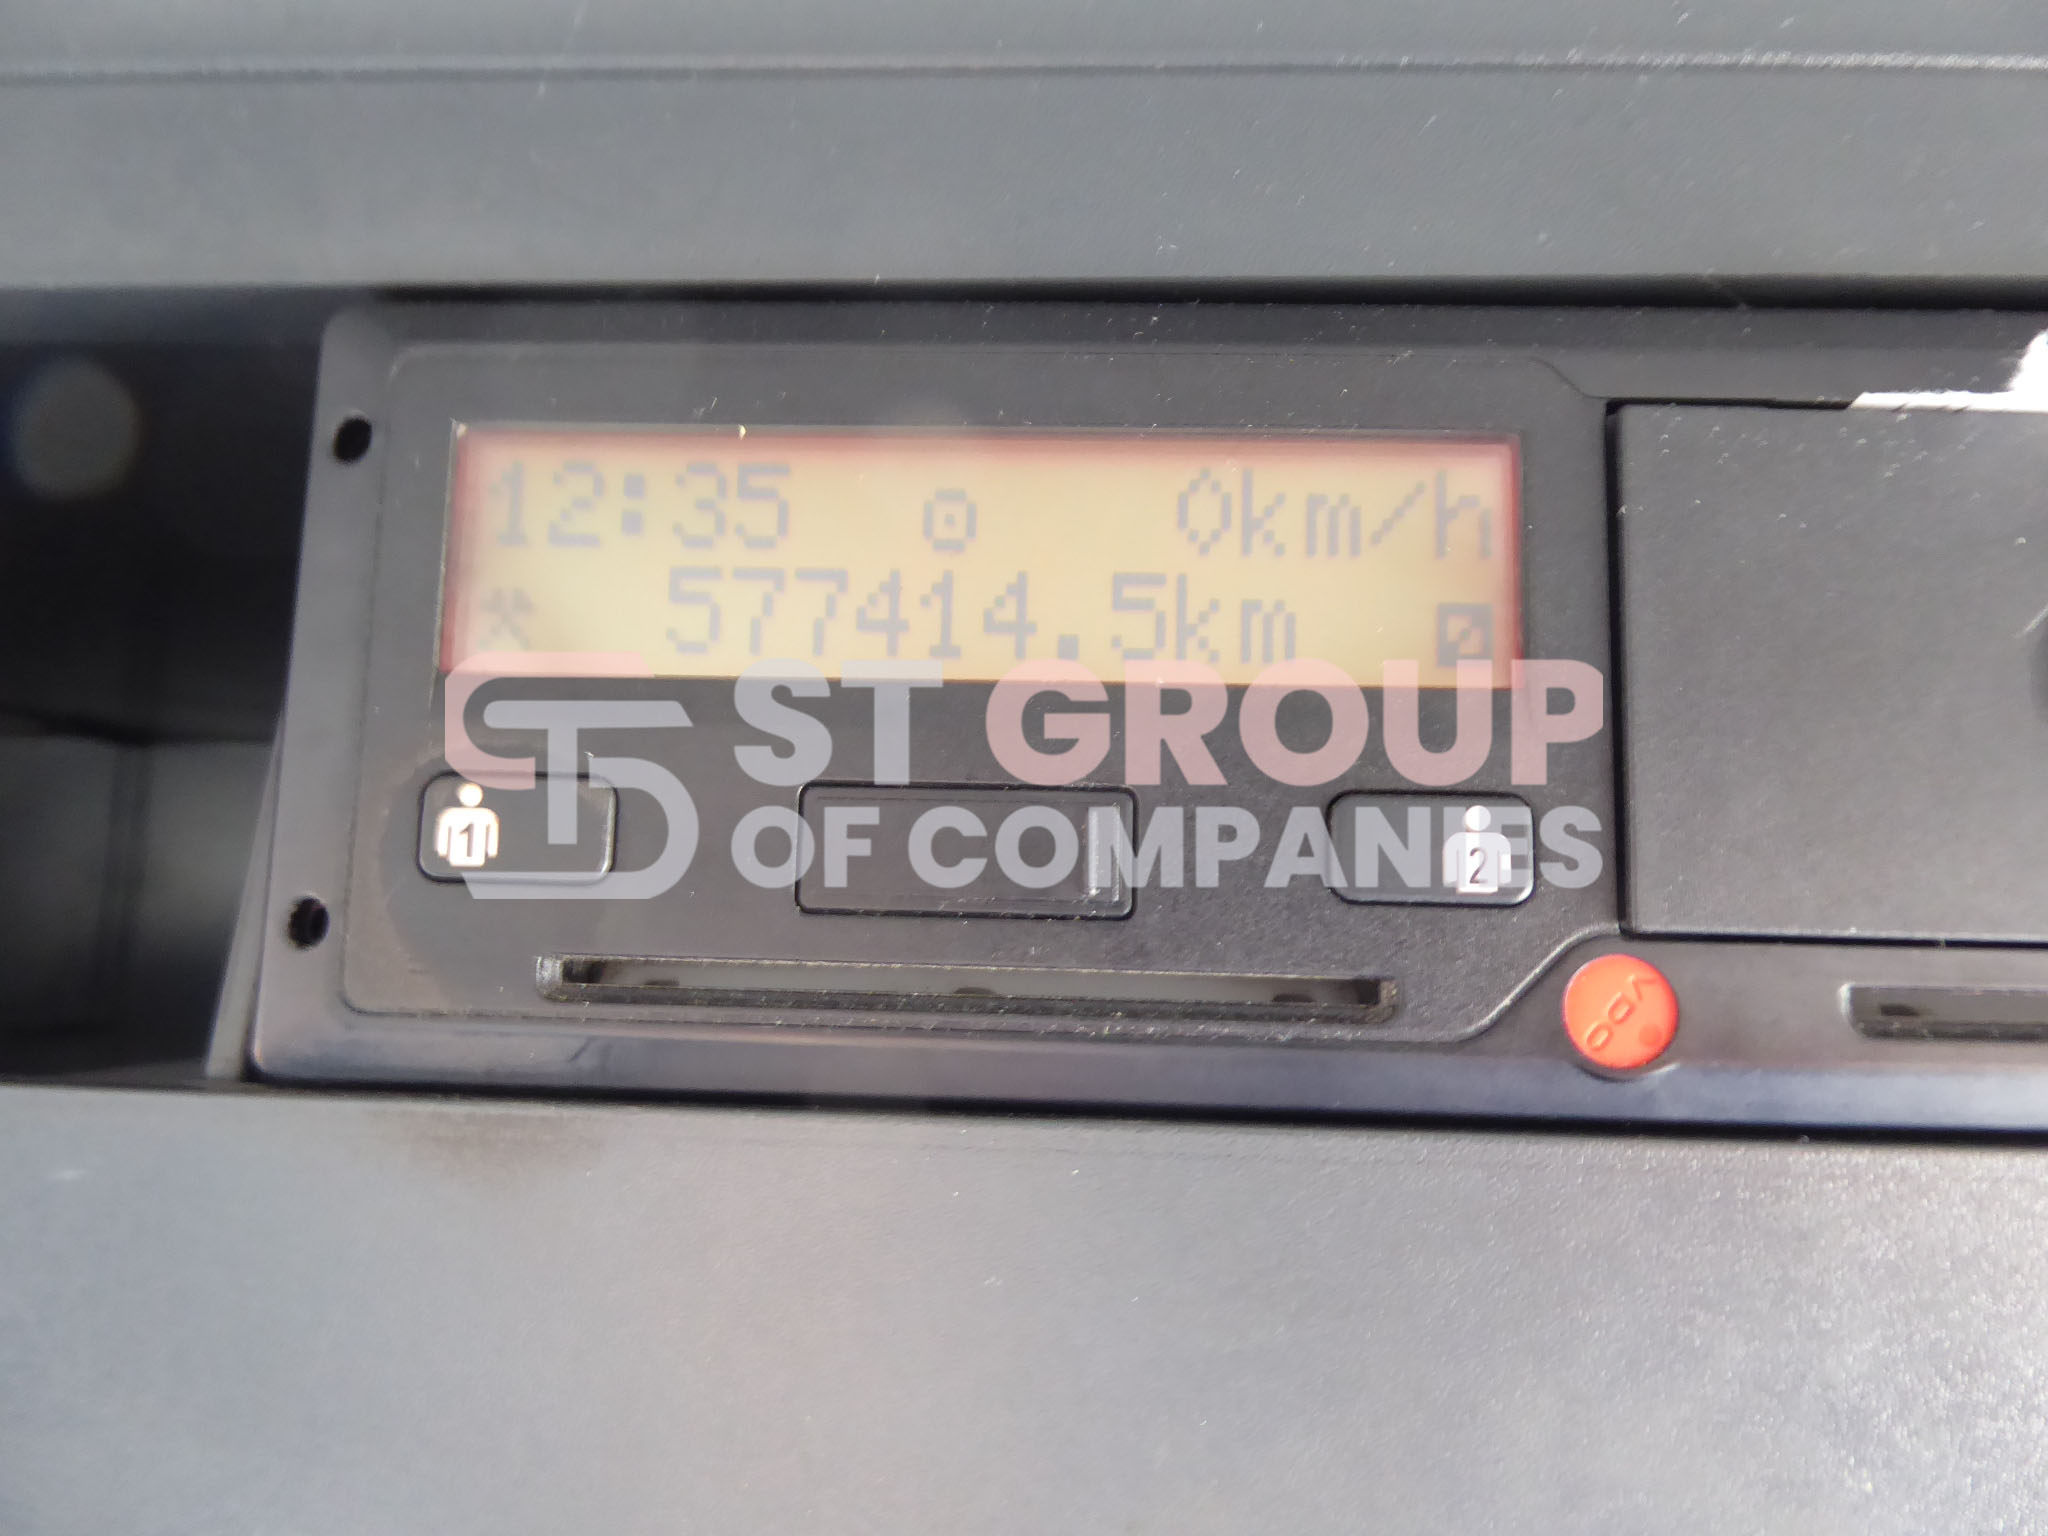 12:35 0km/h
577414.5km
ST GROUP
OF COMPANIES
1
2
VDO